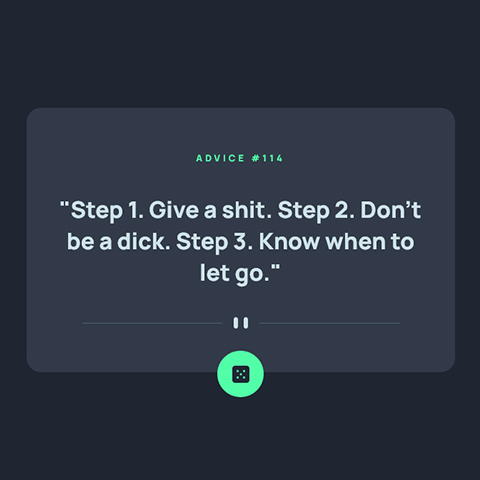 ADVICE #114
"Step 1. Give a shit. Step 2. Don't
be a dick. Step 3. Know when to
let go."